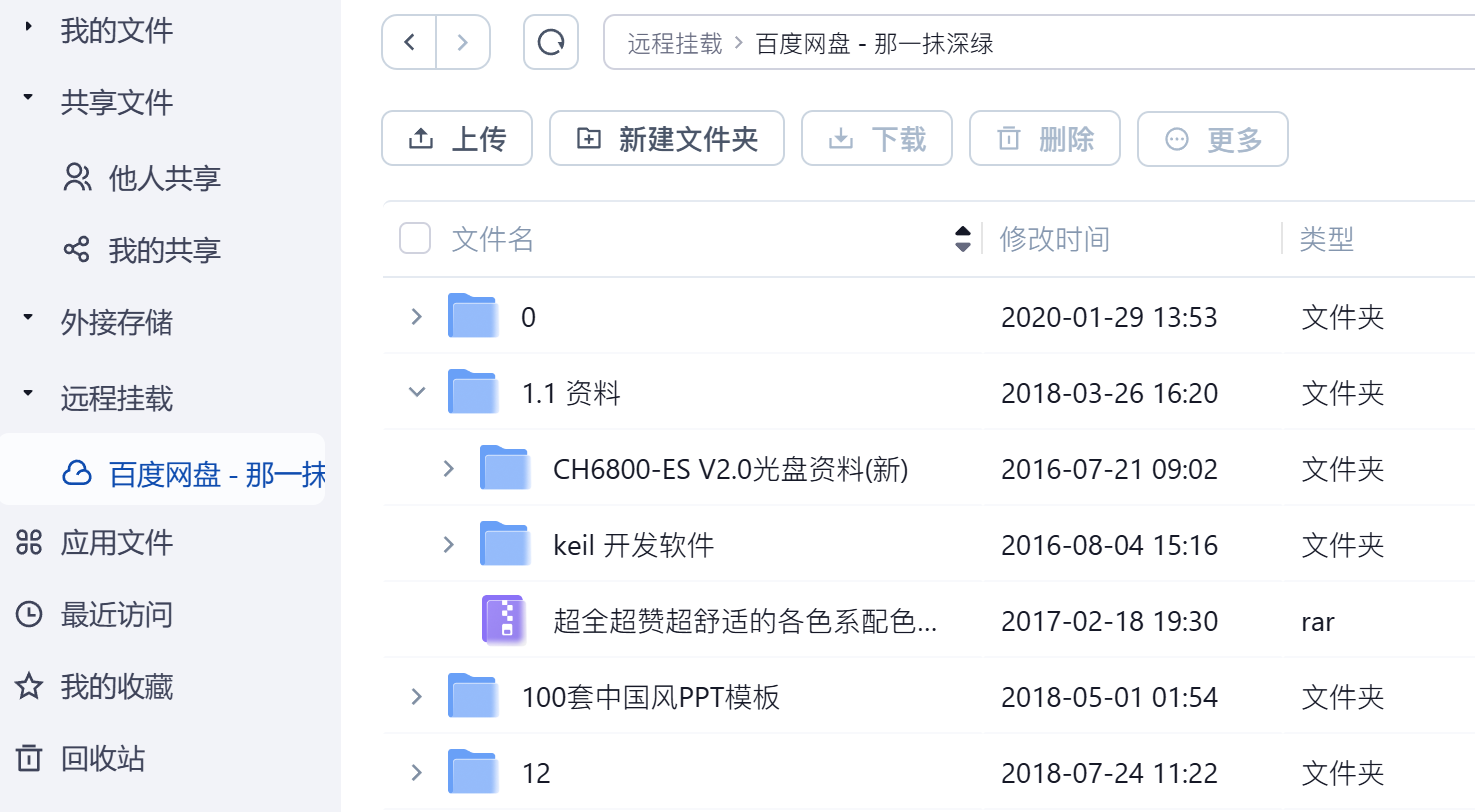 我的文件
共享文件
他人共享
我的共享
外接存储
远程挂载
百度网盘 - 那一抹
应用文件
最近访问
我的收藏
回收站
远程挂载 > 百度网盘 - 那一抹深绿
上传 新建文件夹 下载 删除 更多
文件名 修改时间 类型
0 2020-01-29 13:53 文件夹
1.1 资料 2018-03-26 16:20 文件夹
CH6800-ES V2.0光盘资料(新) 2016-07-21 09:02 文件夹
keil 开发软件 2016-08-04 15:16 文件夹
超全超赞超舒适的各色系配色... 2017-02-18 19:30 rar
100套中国风PPT模板 2018-05-01 01:54 文件夹
12 2018-07-24 11:22 文件夹